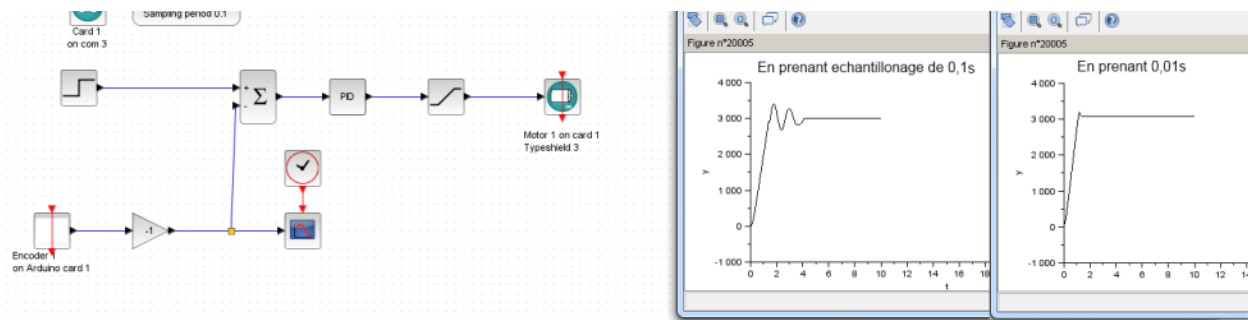 Card 1
on com 3
Sampling period 0.1
+
-
Σ
PID
Motor 1 on card 1
Typeshield 3
-1
Encoder 1
on Arduino card 1
Figure n°20005
En prenant echantillonage de 0,1s
4 000
3 000
2 000
1 000
0
-1 000
y
0 2 4 6 8 10 12 14 16 18
t
Figure n°20005
En prenant 0,01s
4 000
3 000
2 000
1 000
0
-1 000
y
0 2 4 6 8 10 12